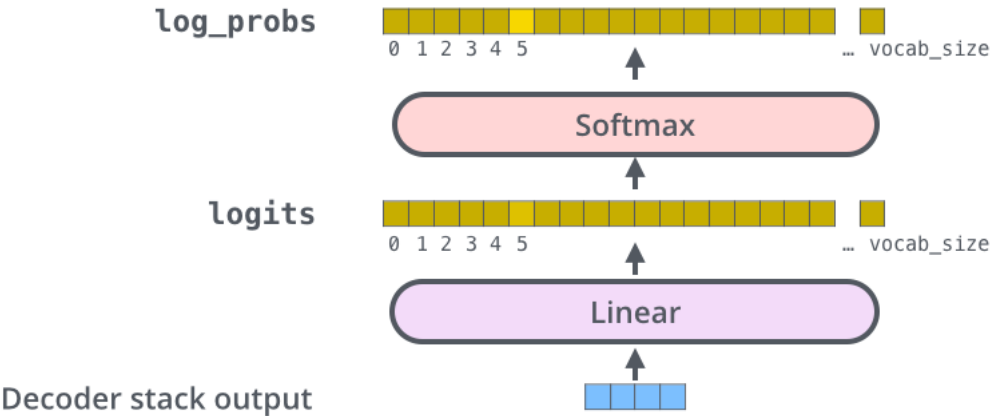 log_probs
0 1 2 3 4 5 … vocab_size
Softmax
logits
0 1 2 3 4 5 … vocab_size
Linear
Decoder stack output